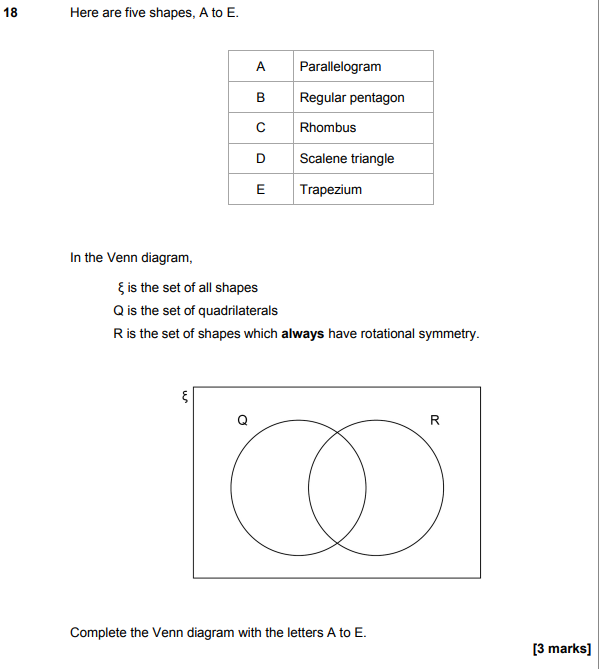 18 Here are five shapes, A to E.
A Parallelogram
B Regular pentagon
C Rhombus
D Scalene triangle
E Trapezium
In the Venn diagram,
ξ is the set of all shapes
Q is the set of quadrilaterals
R is the set of shapes which always have rotational symmetry.
ξ
Q R
Complete the Venn diagram with the letters A to E.
[3 marks]